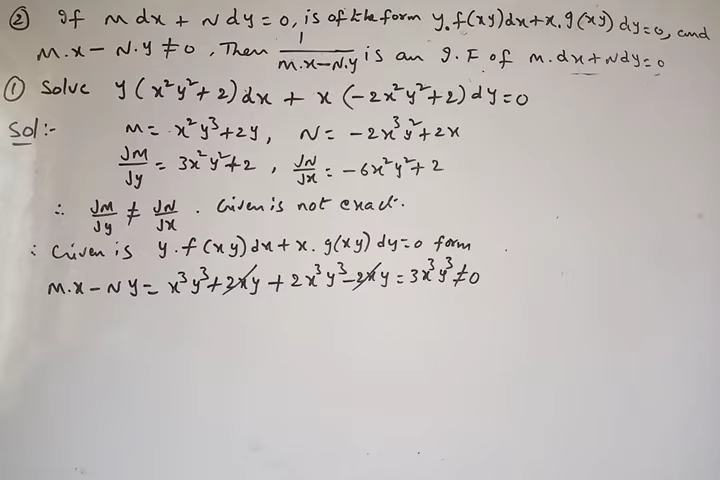 ② If M dx + N dy = 0, is of the form y.f(xy)dx+x.g(xy)dy=0, and
M.x − N.y ≠ 0, Then 1/(M.x−N.y) is an I.F of M.dx+Ndy=0
① Solve y(x²y²+2)dx + x(−2x²y²+2)dy=0
Sol:- M = x²y³+2y, N = −2x³y²+2x
∂M/∂y = 3x²y²+2, ∂N/∂x = −6x²y²+2
∴ ∂M/∂y ≠ ∂N/∂x. Given is not exact.
∴ Given is y.f(xy)dx+x.g(xy)dy=0 form
M.x − N y = x³y³+2xy + 2x³y³−2xy = 3x³y³≠0